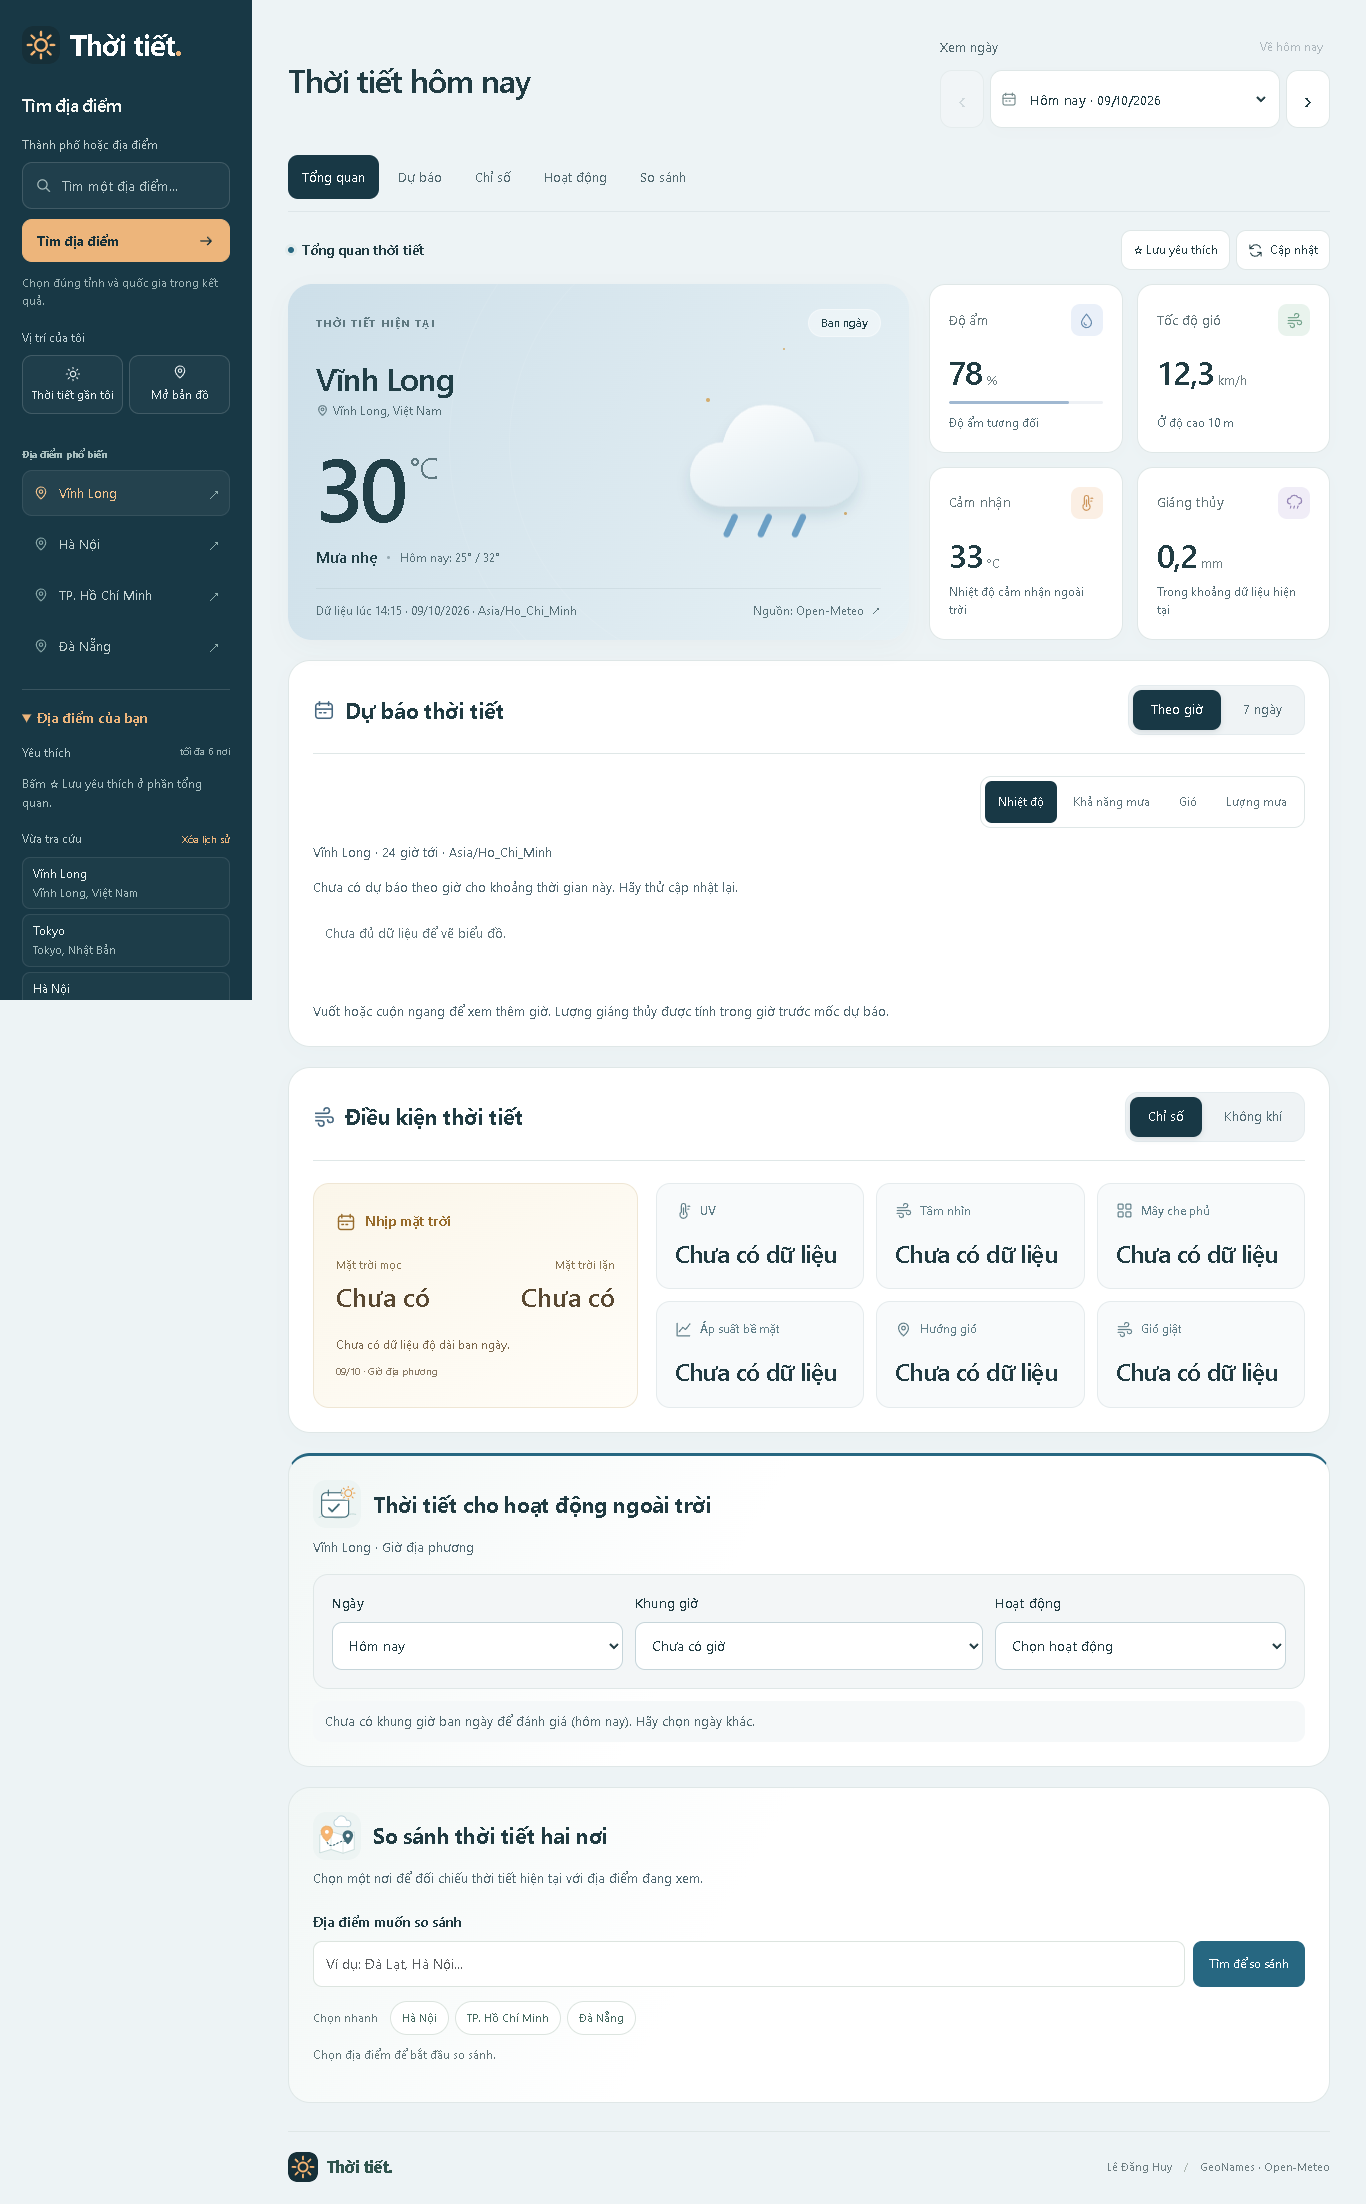 Thời tiết.
Tìm địa điểm
Thành phố hoặc địa điểm
Tìm một địa điểm...
Tìm địa điểm
Chọn đúng tỉnh và quốc gia trong kết
quả.
Vị trí của tôi
Thời tiết gần tôi
Mở bản đồ
Địa điểm phổ biến
Vĩnh Long
Hà Nội
TP. Hồ Chí Minh
Đà Nẵng
Địa điểm của bạn
Yêu thích
tối đa 6 nơi
Bấm ☆ Lưu yêu thích ở phần tổng
quan.
Vừa tra cứu
Xóa lịch sử
Vĩnh Long
Vĩnh Long, Việt Nam
Tokyo
Tokyo, Nhật Bản
Hà Nội
Thời tiết hôm nay
Xem ngày
Về hôm nay
Hôm nay · 09/10/2026
Tổng quan
Dự báo
Chỉ số
Hoạt động
So sánh
Tổng quan thời tiết
☆ Lưu yêu thích
Cập nhật
THỜI TIẾT HIỆN TẠI
Ban ngày
Vĩnh Long
Vĩnh Long, Việt Nam
30°C
Mưa nhẹ • Hôm nay: 25° / 32°
Dữ liệu lúc 14:15 · 09/10/2026 · Asia/Ho_Chi_Minh
Nguồn: Open-Meteo ↗
Độ ẩm
78 %
Độ ẩm tương đối
Tốc độ gió
12,3 km/h
Ở độ cao 10 m
Cảm nhận
33 °C
Nhiệt độ cảm nhận ngoài
trời
Giáng thủy
0,2 mm
Trong khoảng dữ liệu hiện
tại
Dự báo thời tiết
Theo giờ
7 ngày
Nhiệt độ
Khả năng mưa
Gió
Lượng mưa
Vĩnh Long · 24 giờ tới · Asia/Ho_Chi_Minh
Chưa có dự báo theo giờ cho khoảng thời gian này. Hãy thử cập nhật lại.
Chưa đủ dữ liệu để vẽ biểu đồ.
Vuốt hoặc cuộn ngang để xem thêm giờ. Lượng giáng thủy được tính trong giờ trước mốc dự báo.
Điều kiện thời tiết
Chỉ số
Không khí
Nhịp mặt trời
Mặt trời mọc
Mặt trời lặn
Chưa có
Chưa có
Chưa có dữ liệu độ dài ban ngày.
09/10 · Giờ địa phương
UV
Chưa có dữ liệu
Tầm nhìn
Chưa có dữ liệu
Mây che phủ
Chưa có dữ liệu
Áp suất bề mặt
Chưa có dữ liệu
Hướng gió
Chưa có dữ liệu
Gió giật
Chưa có dữ liệu
Thời tiết cho hoạt động ngoài trời
Vĩnh Long · Giờ địa phương
Ngày
Khung giờ
Hoạt động
Hôm nay
Chưa có giờ
Chọn hoạt động
Chưa có khung giờ ban ngày để đánh giá (hôm nay). Hãy chọn ngày khác.
So sánh thời tiết hai nơi
Chọn một nơi để đối chiếu thời tiết hiện tại với địa điểm đang xem.
Địa điểm muốn so sánh
Ví dụ: Đà Lạt, Hà Nội...
Tìm để so sánh
Chọn nhanh
Hà Nội
TP. Hồ Chí Minh
Đà Nẵng
Chọn địa điểm để bắt đầu so sánh.
Thời tiết.
Lê Đăng Huy / GeoNames · Open-Meteo